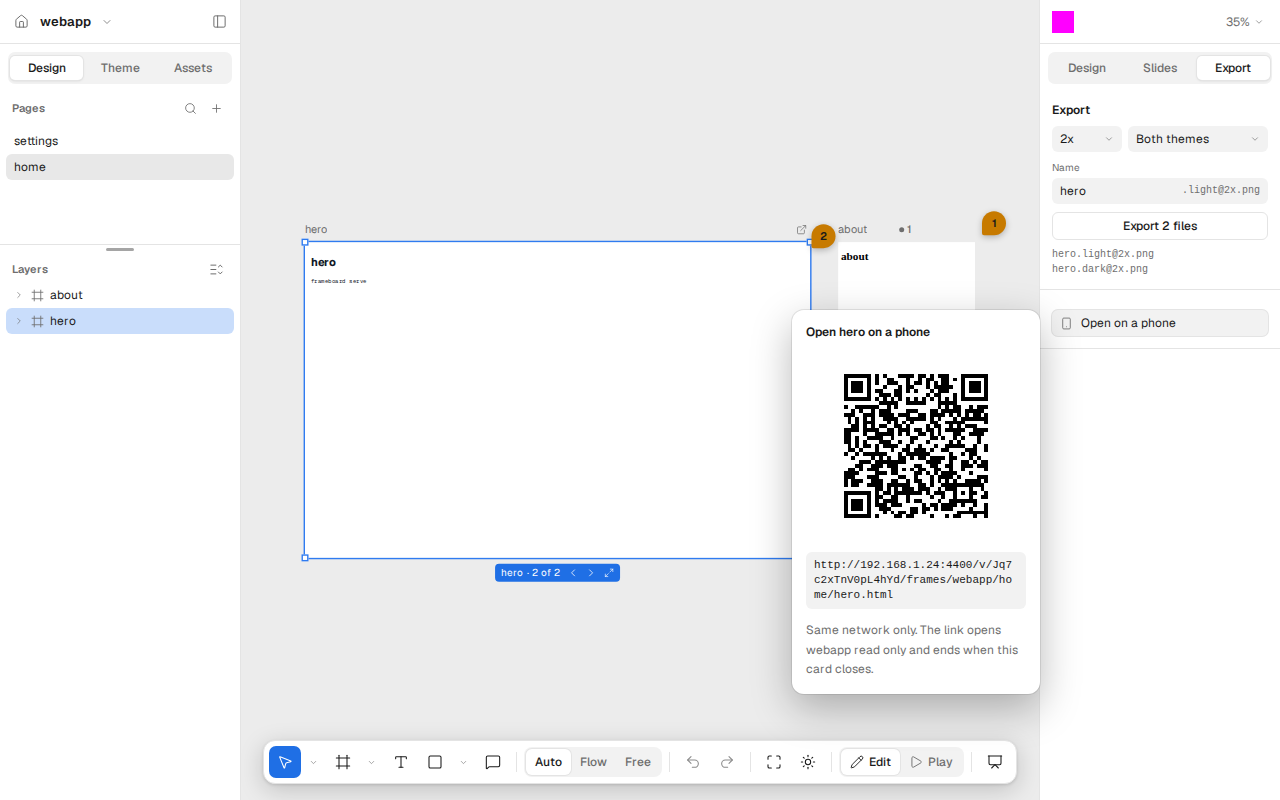 webapp
Design
Theme
Assets
Pages
settings
home
Layers
about
hero
hero
2
about
1
1
hero
frameboard serve
about
hero · 2 of 2
Open hero on a phone
http://192.168.1.24:4400/v/Jq7
c2xTnV0pL4hYd/frames/webapp/ho
me/hero.html
Same network only. The link opens
webapp read only and ends when this
card closes.
Auto
Flow
Free
Edit
Play
35%
Design
Slides
Export
Export
2x
Both themes
Name
hero
.light@2x.png
Export 2 files
hero.light@2x.png
hero.dark@2x.png
Open on a phone